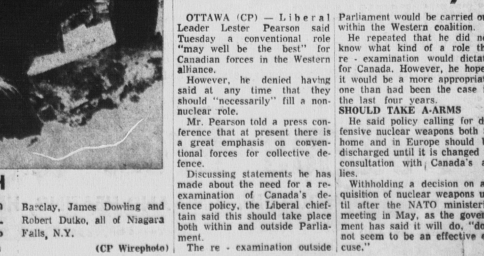 Barclay, James Dowling and
Robert Dutko, all of Niagara
Falls, N.Y.
(CP Wirephoto)
OTTAWA (CP) — Liberal
Leader Lester Pearson said
Tuesday a conventional role
"may well be the best" for
Canadian forces in the Western
alliance.
However, he denied having
said at any time that they
should "necessarily" fill a non-
nuclear role.
Mr. Pearson told a press con-
ference that at present there is
a great emphasis on conven-
tional forces for collective de-
fence.
Discussing statements he has
made about the need for a re-
examination of Canada's de-
fence policy, the Liberal chief-
tain said this should take place
both within and outside Parlia-
ment.
The re - examination outside
Parliament would be carried
within the Western coalition.
He repeated that he did
know what kind of a role
re - examination would
for Canada. However, he
it would be a more
one than had been the case
the last four years.
SHOULD TAKE A-ARMS
He said policy calling for
fensive nuclear weapons both
home and in Europe should
discharged until it is changed
consultation with Canada's
lies.
Withholding a decision on
quisition of nuclear weapons
til after the NATO
meeting in May, as the
ment has said it will do,
not seem to be an effective
cuse."